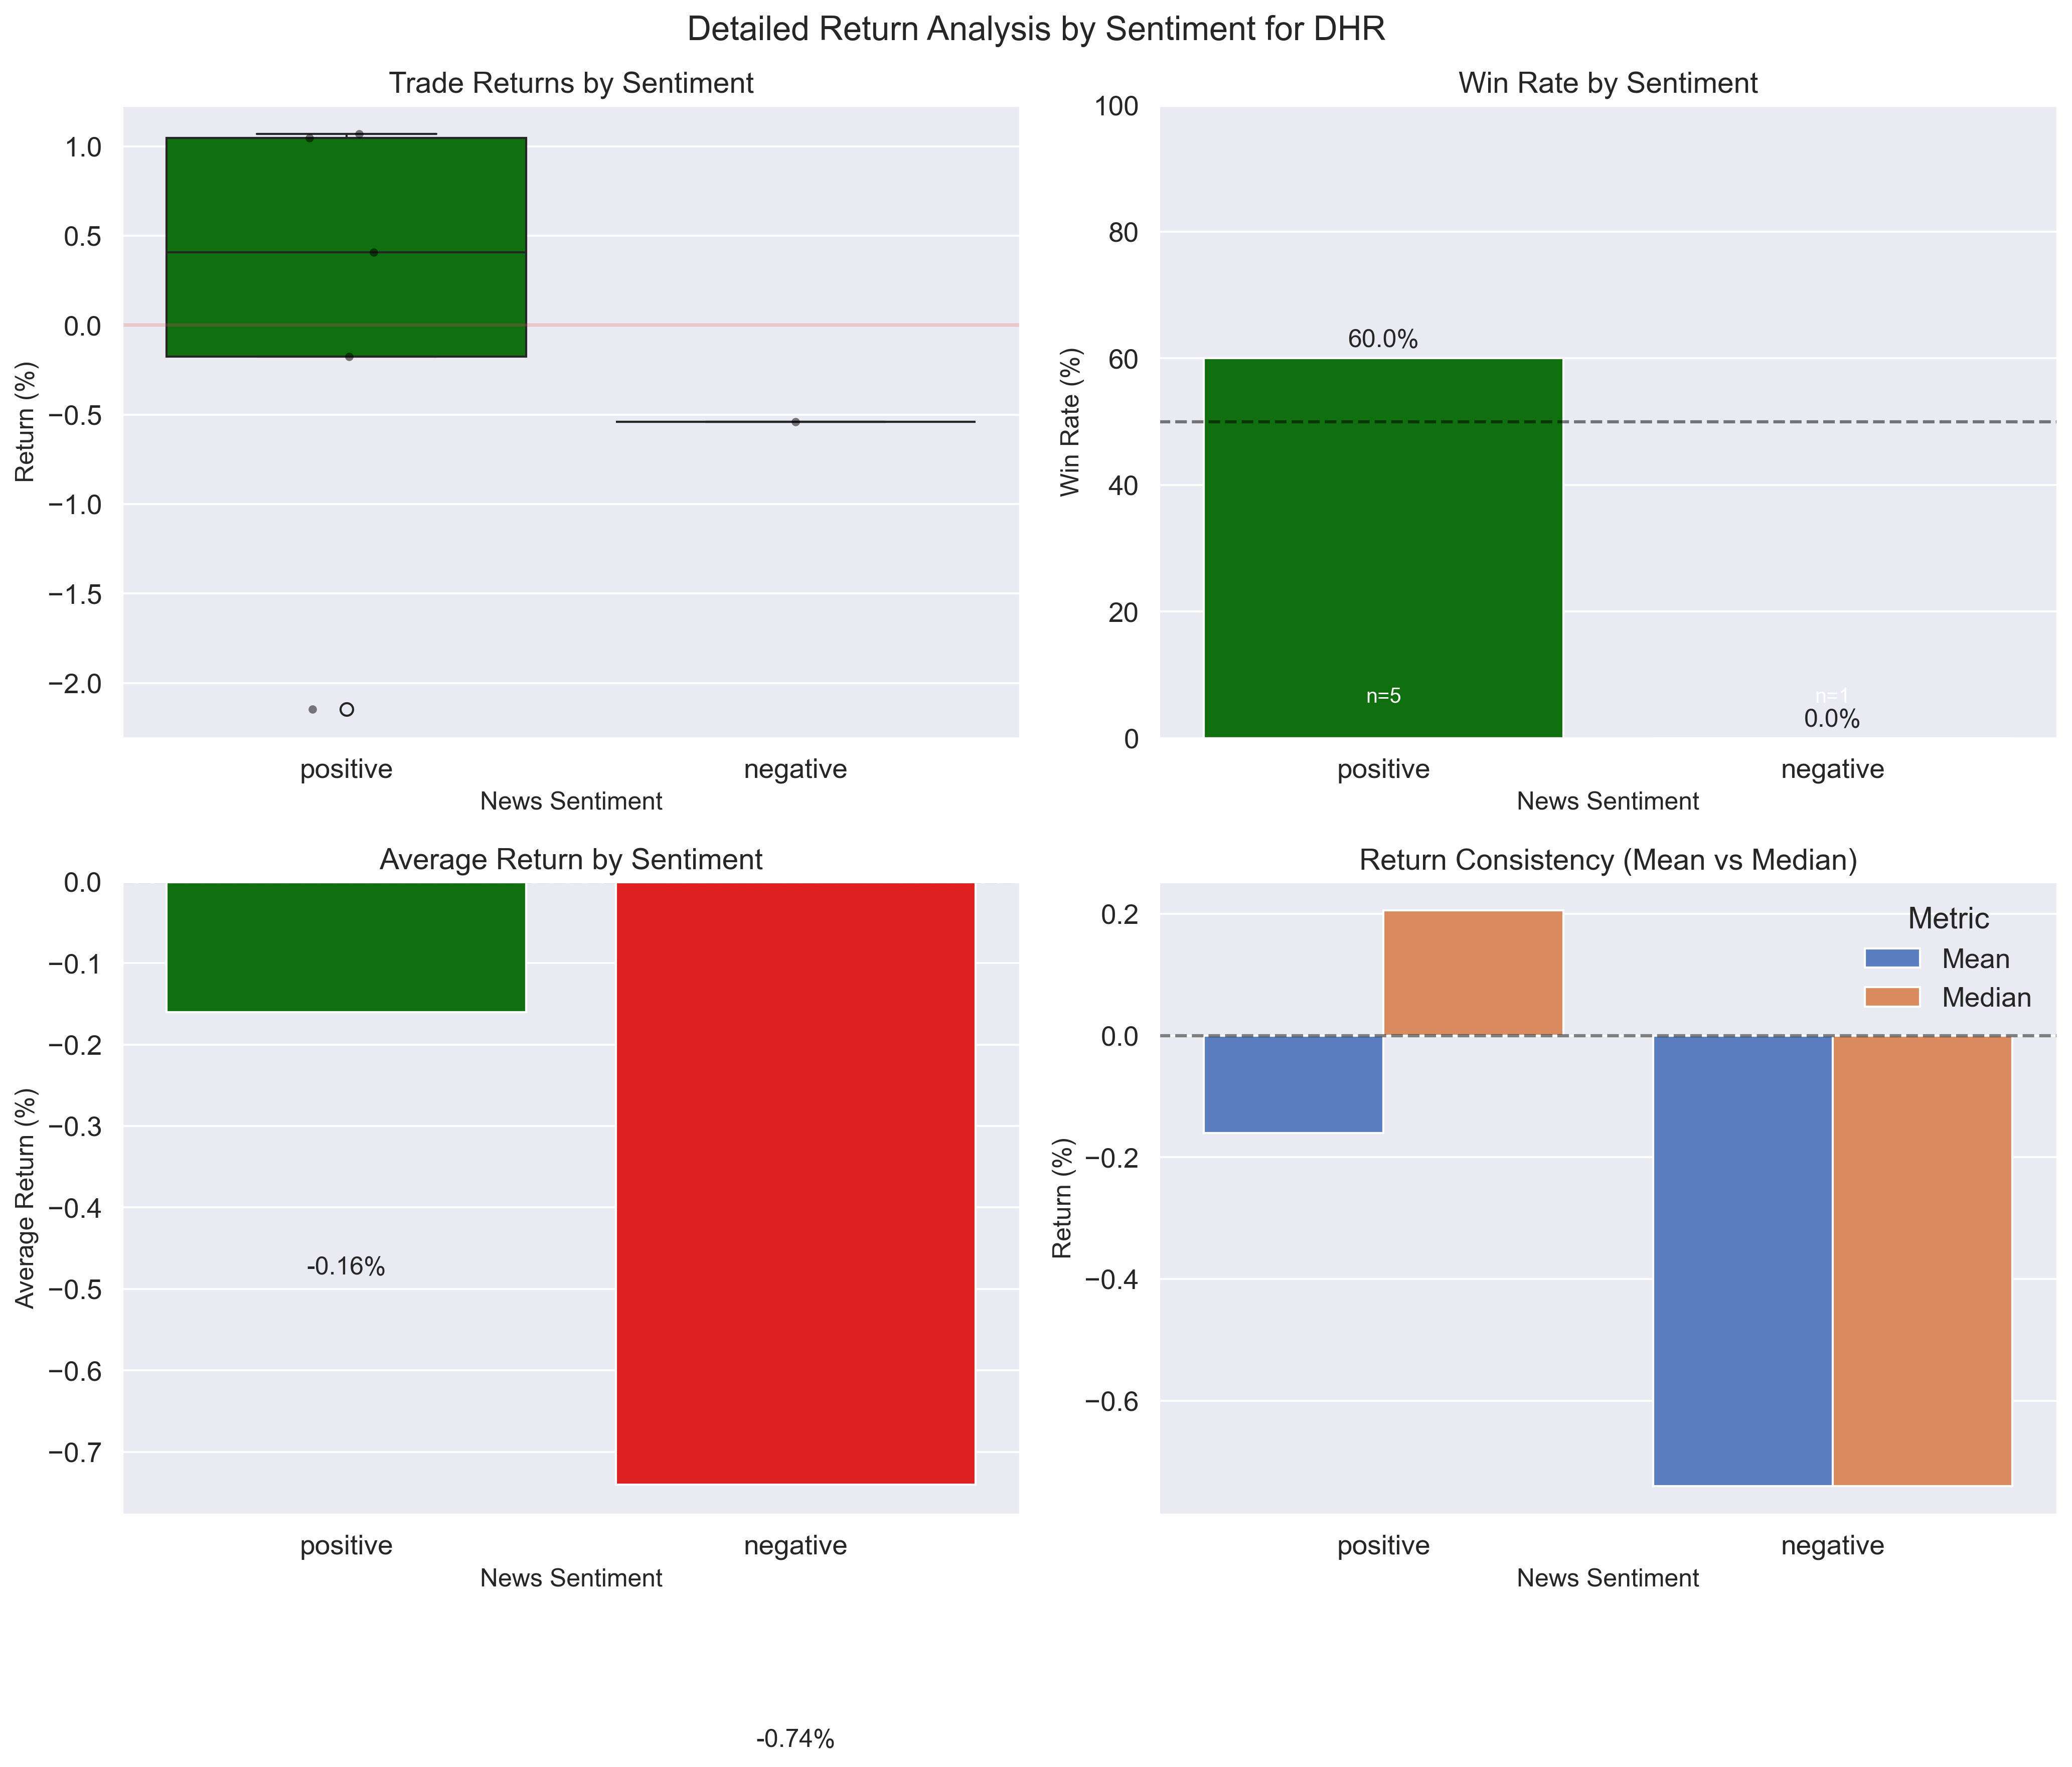 Detailed Return Analysis by Sentiment for DHR
Trade Returns by Sentiment
1.0
0.5
0.0
−0.5
−1.0
−1.5
−2.0
Return (%)
positive
negative
News Sentiment
Win Rate by Sentiment
100
80
60
40
20
0
Win Rate (%)
60.0%
n=5
n=1
0.0%
positive
negative
News Sentiment
Average Return by Sentiment
0.0
−0.1
−0.2
−0.3
−0.4
−0.5
−0.6
−0.7
Average Return (%)
-0.16%
positive
negative
News Sentiment
-0.74%
Return Consistency (Mean vs Median)
0.2
0.0
−0.2
−0.4
−0.6
Return (%)
Metric
Mean
Median
positive
negative
News Sentiment